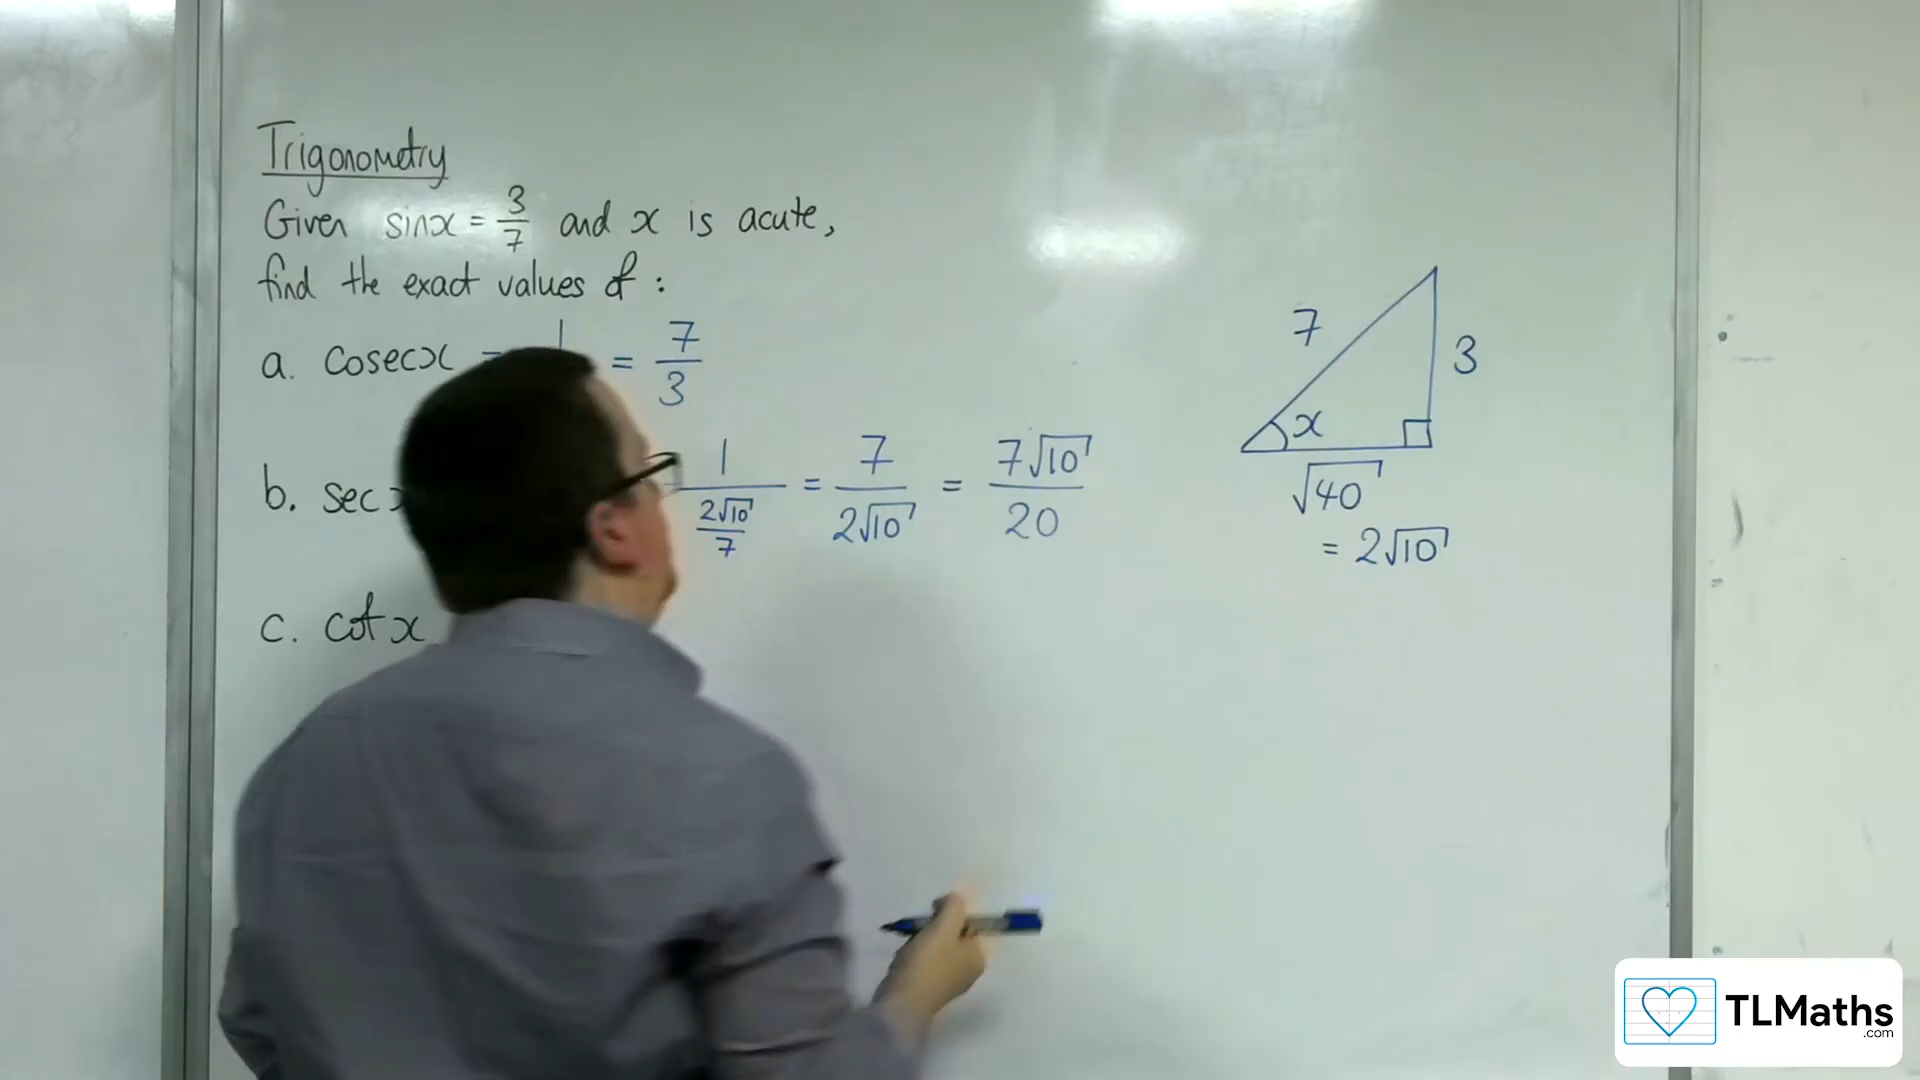 Trigonometry
Given sinx = 3/7 and x is acute,
find the exact values of :
a. cosecx = 1 = 7/3
b. sec x 1/(2√10/7) = 7/(2√10) = 7√10/20
c. cot x
7
3
x
√40
= 2√10
TLMaths
.com